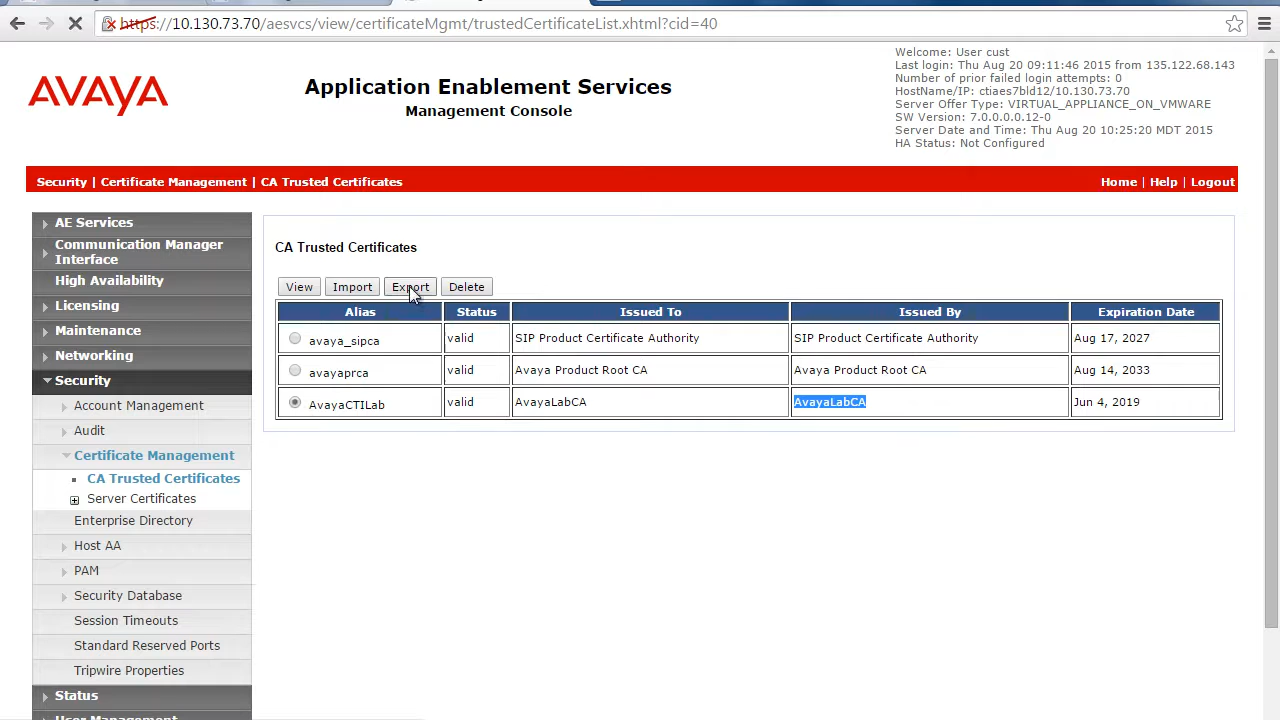 https://10.130.73.70/aesvcs/view/certificateMgmt/trustedCertificateList.xhtml?cid=40
AVAYA
Application Enablement Services
Management Console
Welcome: User cust
Last login: Thu Aug 20 09:11:46 2015 from 135.122.68.143
Number of prior failed login attempts: 0
HostName/IP: ctiaes7bld12/10.130.73.70
Server Offer Type: VIRTUAL_APPLIANCE_ON_VMWARE
SW Version: 7.0.0.0.0.12-0
Server Date and Time: Thu Aug 20 10:25:20 MDT 2015
HA Status: Not Configured
Security | Certificate Management | CA Trusted Certificates
Home | Help | Logout
AE Services
Communication Manager
Interface
High Availability
Licensing
Maintenance
Networking
Security
Account Management
Audit
Certificate Management
CA Trusted Certificates
Server Certificates
Enterprise Directory
Host AA
PAM
Security Database
Session Timeouts
Standard Reserved Ports
Tripwire Properties
Status
User Management
CA Trusted Certificates
View Import Export Delete
Alias Status Issued To Issued By Expiration Date
avaya_sipca valid SIP Product Certificate Authority SIP Product Certificate Authority Aug 17, 2027
avayaprca valid Avaya Product Root CA Avaya Product Root CA Aug 14, 2033
AvayaCTILab valid AvayaLabCA AvayaLabCA Jun 4, 2019